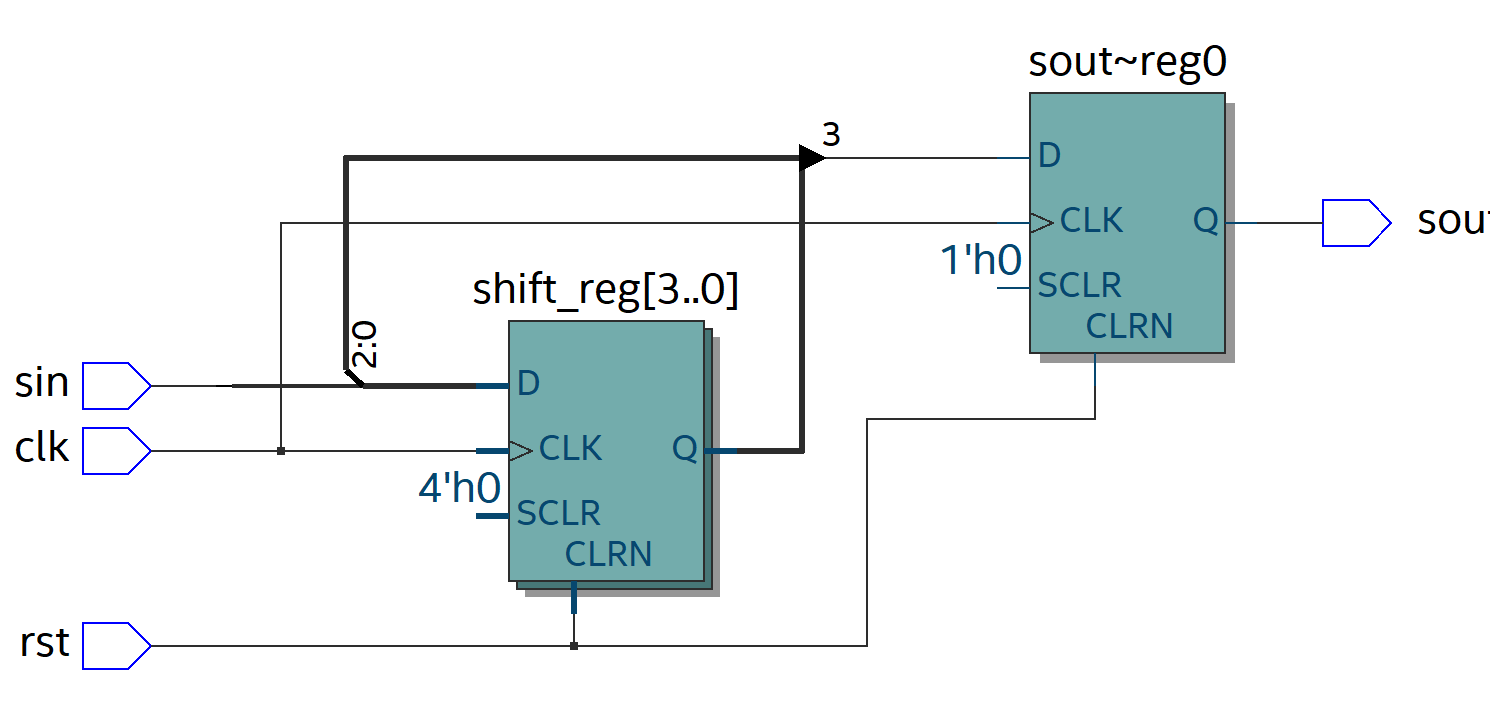 sout~reg0
3
D
CLK
Q
1'h0
SCLR
CLRN
shift_reg[3..0]
2:0
sin
D
clk
CLK
Q
4'h0
SCLR
CLRN
rst